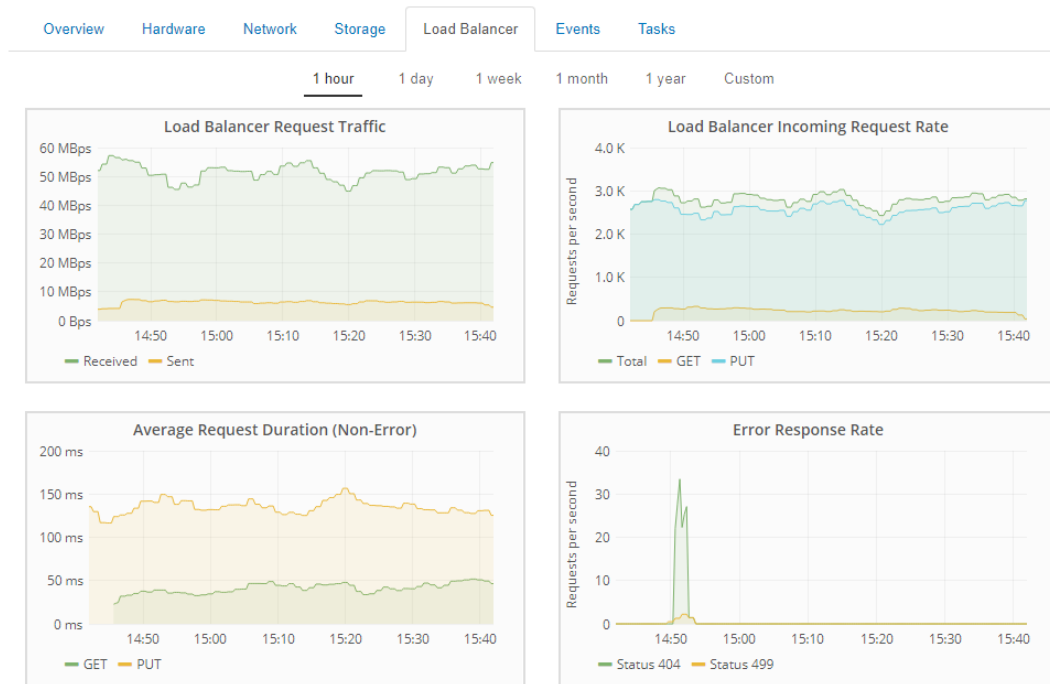 Overview Hardware Network Storage Load Balancer Events Tasks
1 hour 1 day 1 week 1 month 1 year Custom
Load Balancer Request Traffic
60 MBps
50 MBps
40 MBps
30 MBps
20 MBps
10 MBps
0 Bps
14:50 15:00 15:10 15:20 15:30 15:40
Received Sent
Load Balancer Incoming Request Rate
Requests per second
4.0 K
3.0 K
2.0 K
1.0 K
0
14:50 15:00 15:10 15:20 15:30 15:40
Total GET PUT
Average Request Duration (Non-Error)
200 ms
150 ms
100 ms
50 ms
0 ms
14:50 15:00 15:10 15:20 15:30 15:40
GET PUT
Error Response Rate
Requests per second
40
30
20
10
0
14:50 15:00 15:10 15:20 15:30 15:40
Status 404 Status 499